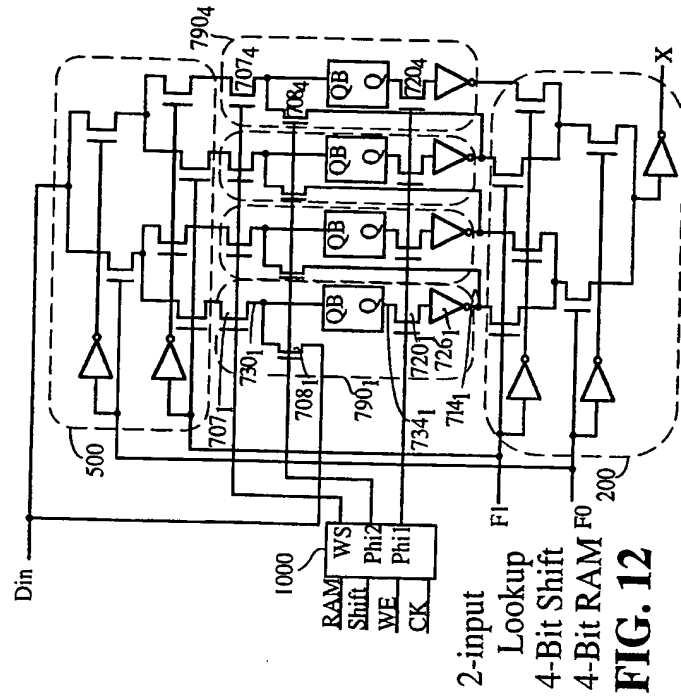 Din
500
790₄
707₄
708₄
QB
Q
720₄
QB
Q
QB
Q
QB
Q
707₁
730₁
708₁
790₁
734₁
720₁
726₁
714₁
1000
RAM
Shift
WE
CK
WS
Phi2
Phi1
F1
F0
200
X
2-input
Lookup
4-Bit Shift
4-Bit RAM
FIG. 12